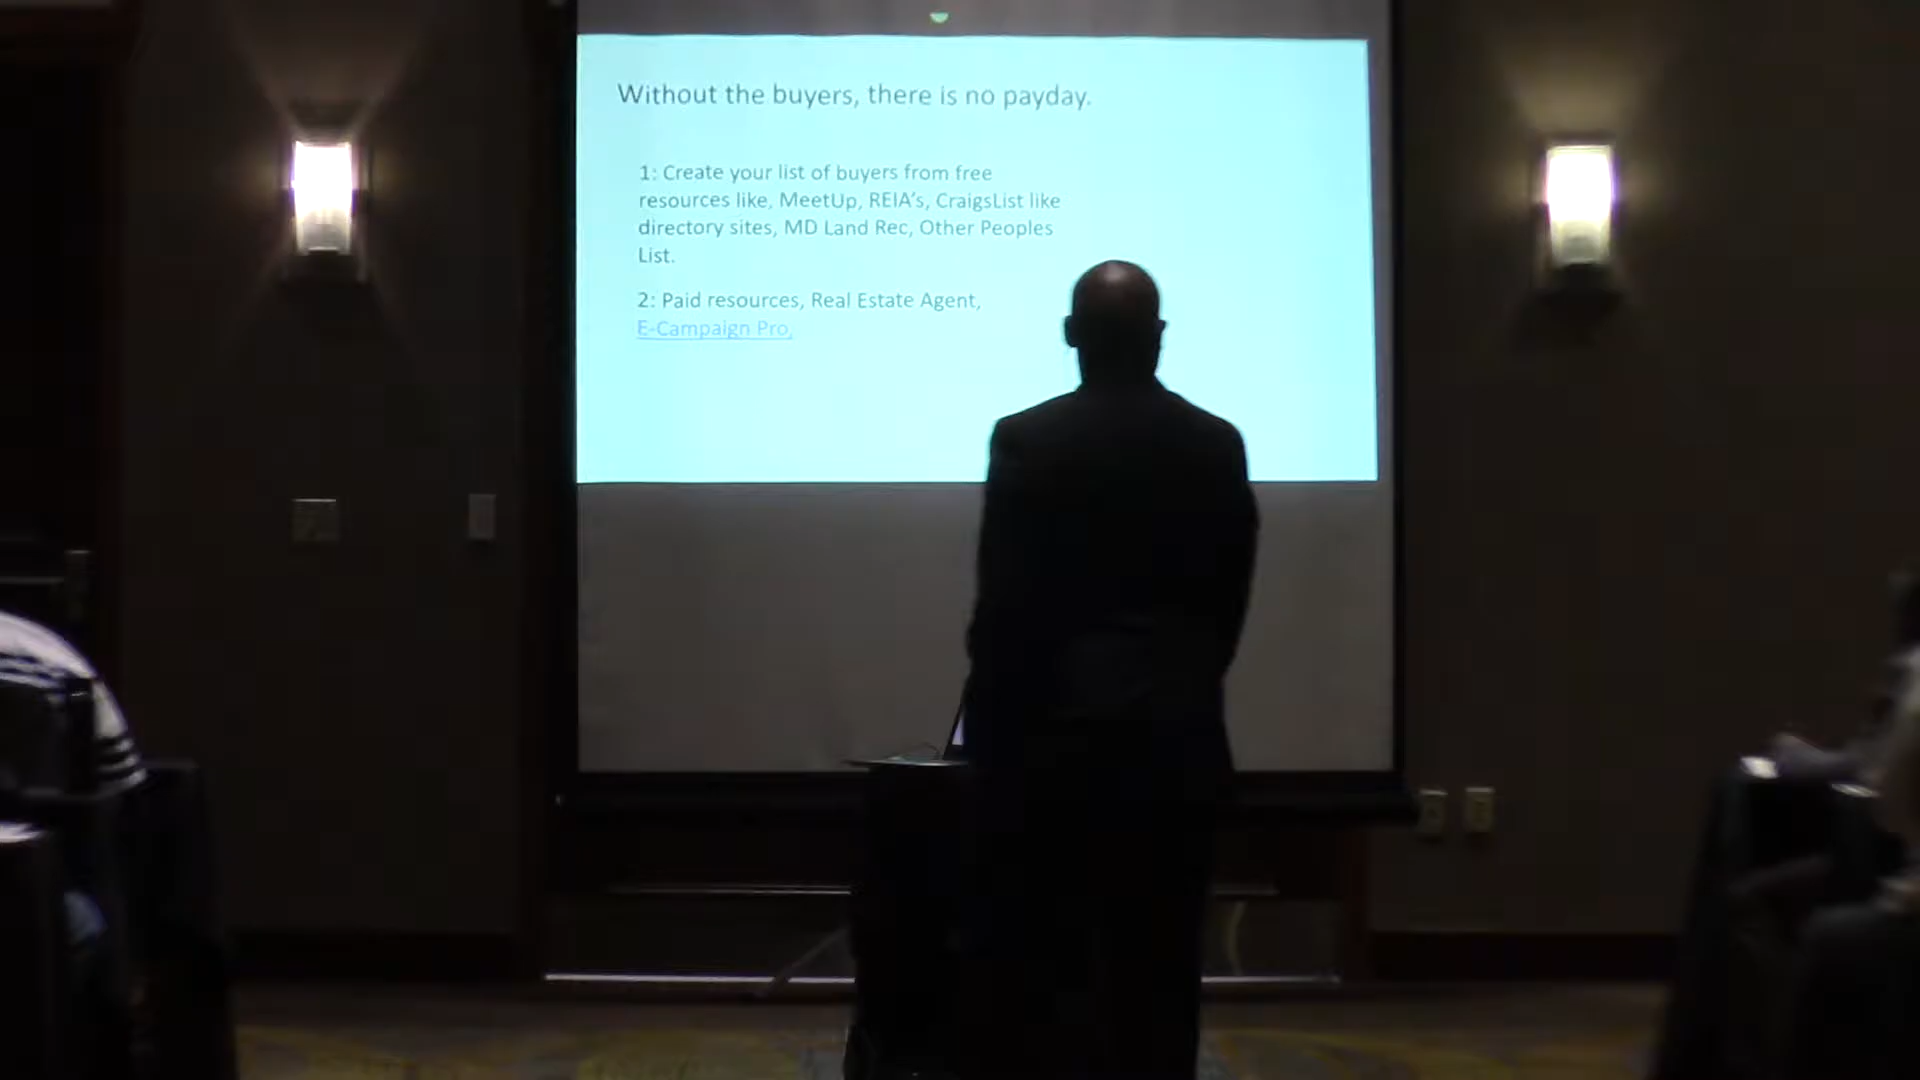 Without the buyers, there is no payday.
1: Create your list of buyers from free
resources like, MeetUp, REIA's, CraigsList like
directory sites, MD Land Rec, Other Peoples
List.
2: Paid resources, Real Estate Agent,
E-Campaign Pro,